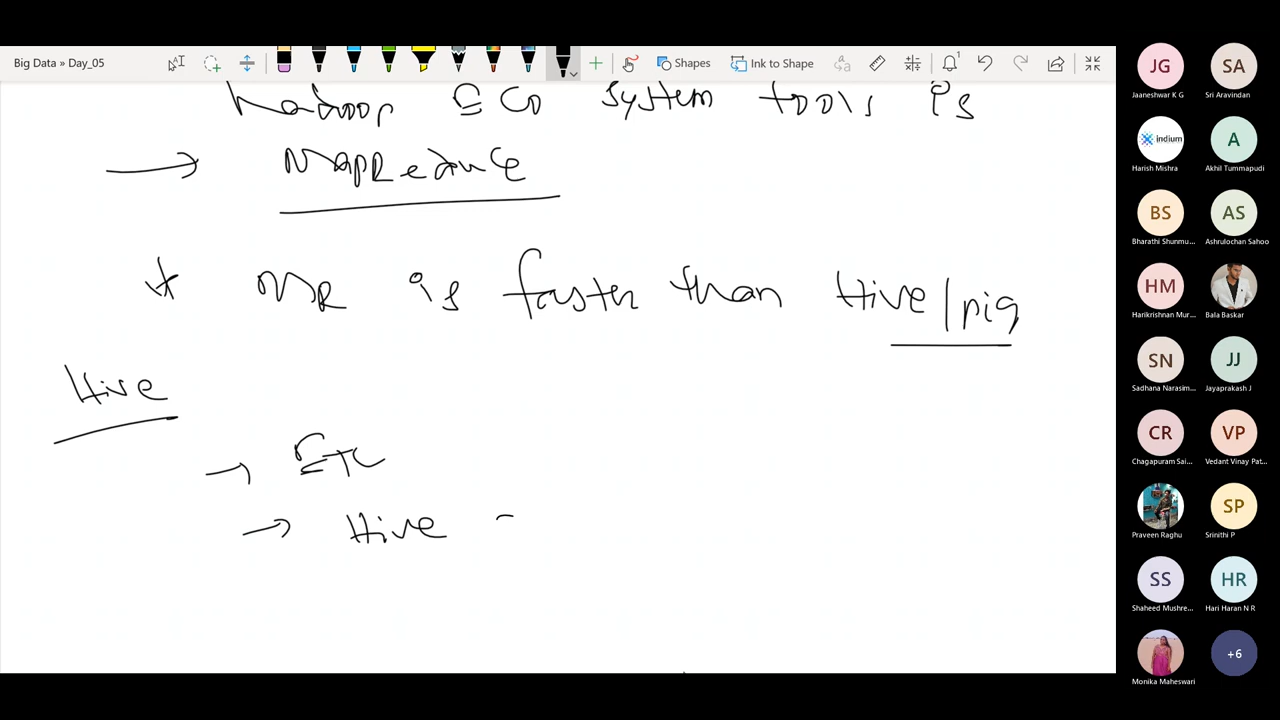 Big Data » Day_05
Shapes
Ink to Shape
Hadoop Eco system tools is
→ MapReduce
* MR is faster than Hive/pig
Hive
→ ETL
→ Hive
JG
Jaaneshwar K G
SA
Sri Aravindan
indium
Harish Mishra
A
Akhil Tummapudi
BS
Bharathi Shunmu...
AS
Ashrulochan Sahoo
HM
Harikrishnan Mur...
Bala Baskar
SN
Sadhana Narasim...
JJ
Jayaprakash J
CR
Chagapuram Sai...
VP
Vedant Vinay Pat...
Praveen Raghu
SP
Srinithi P
SS
Shaheed Mushre...
HR
Hari Haran N R
Monika Maheswari
+6